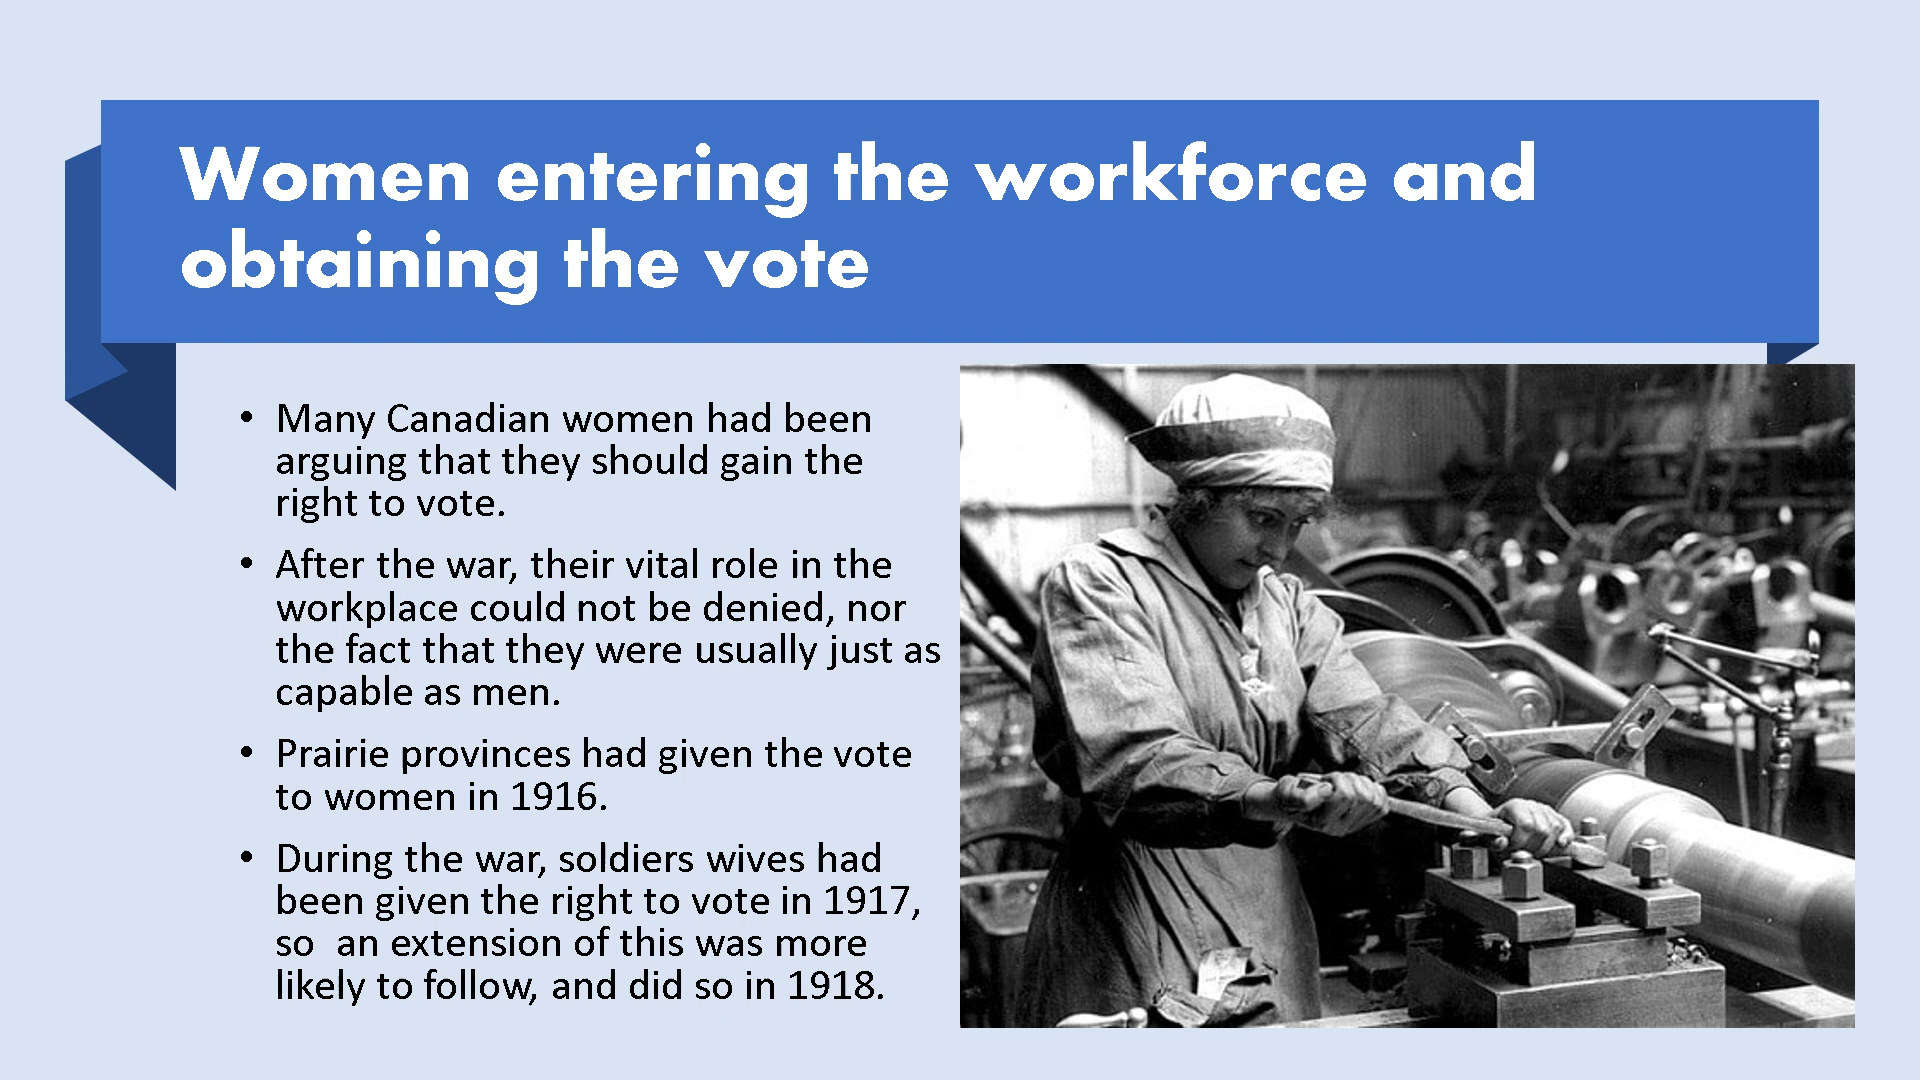 Women entering the workforce and
obtaining the vote
• Many Canadian women had been
arguing that they should gain the
right to vote.
• After the war, their vital role in the
workplace could not be denied, nor
the fact that they were usually just as
capable as men.
• Prairie provinces had given the vote
to women in 1916.
• During the war, soldiers wives had
been given the right to vote in 1917,
so  an extension of this was more
likely to follow, and did so in 1918.